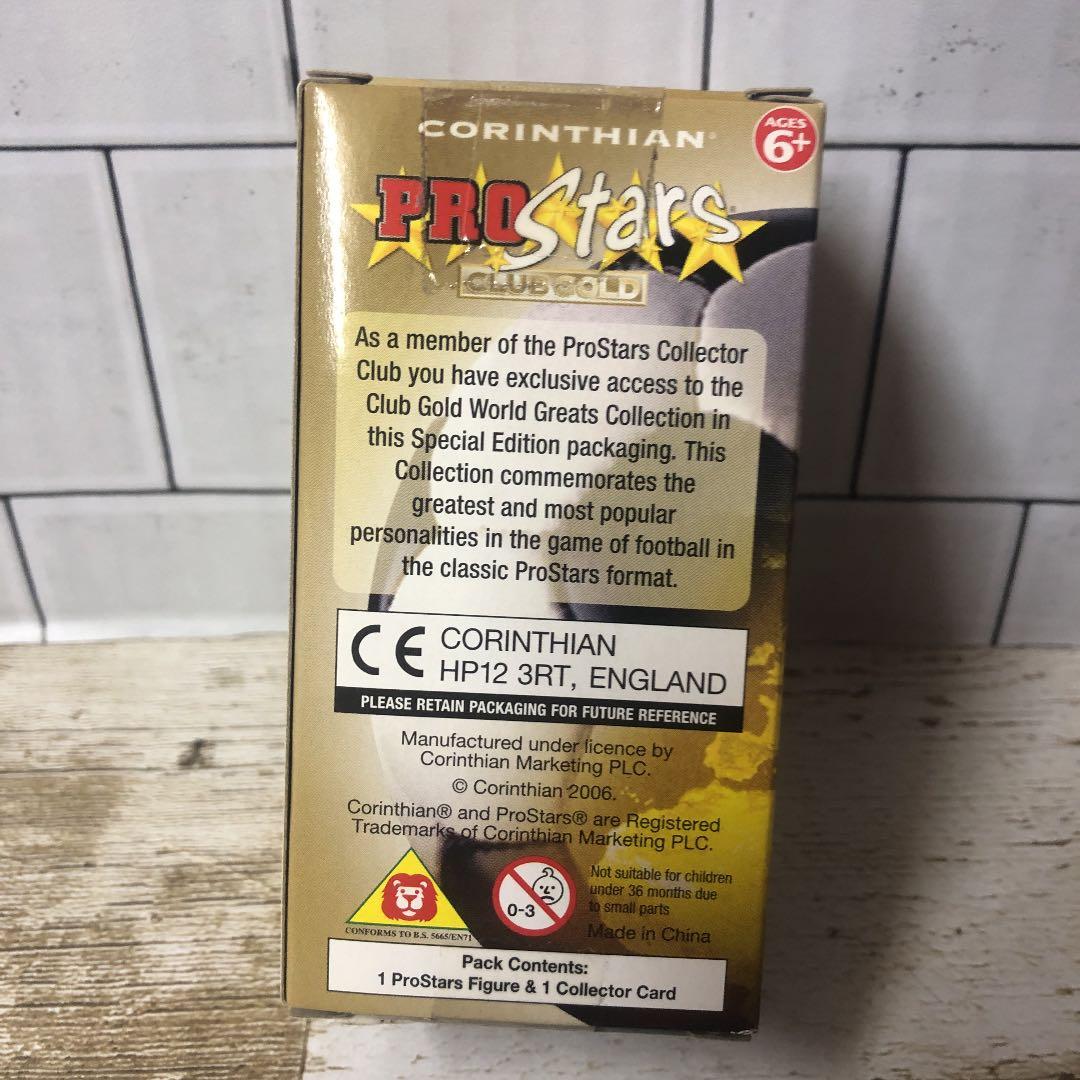 CORINTHIAN®
AGES
6+
PROStars®
CLUB GOLD
As a member of the ProStars Collector
Club you have exclusive access to the
Club Gold World Greats Collection in
this Special Edition packaging. This
Collection commemorates the
greatest and most popular
personalities in the game of football in
the classic ProStars format.
CE CORINTHIAN
HP12 3RT, ENGLAND
PLEASE RETAIN PACKAGING FOR FUTURE REFERENCE
Manufactured under licence by
Corinthian Marketing PLC.
© Corinthian 2006.
Corinthian® and ProStars® are Registered
Trademarks of Corinthian Marketing PLC.
0-3
Not suitable for children
under 36 months due
to small parts
CONFORMS TO B.S. 5665/EN71
Made in China
Pack Contents:
1 ProStars Figure & 1 Collector Card